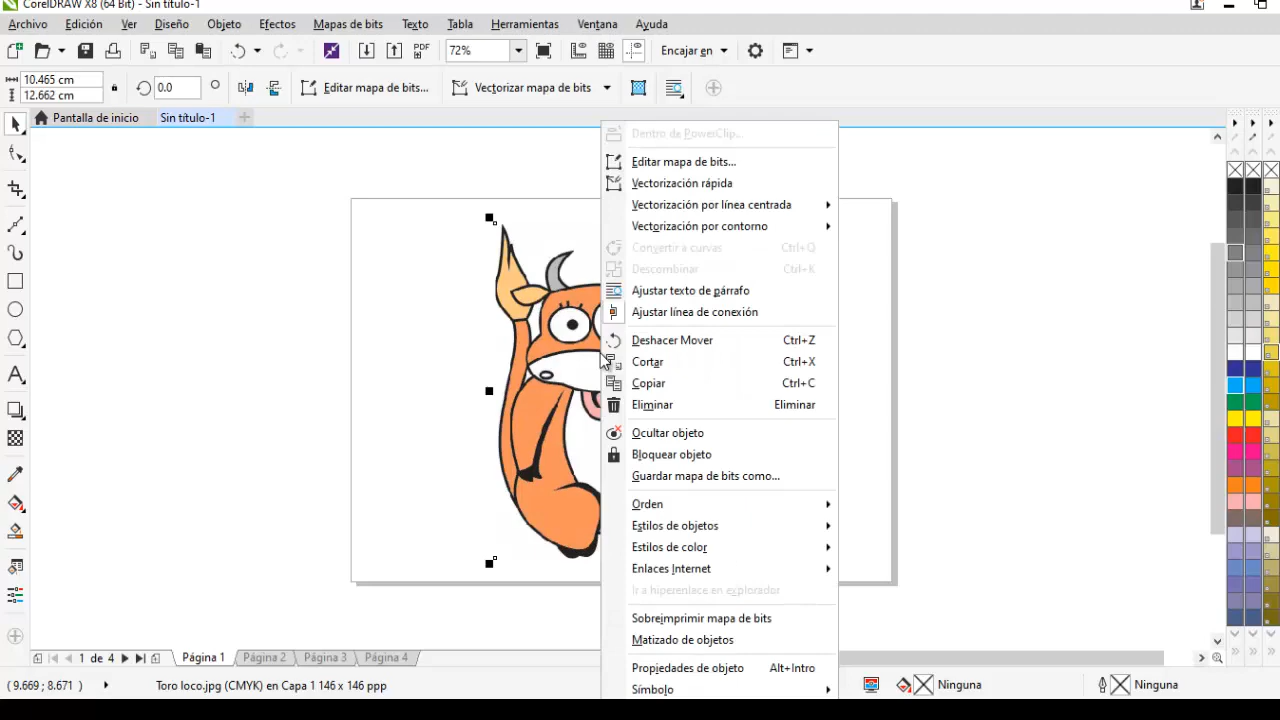 CorelDRAW X8 (64 Bit) - Sin título-1
Archivo Edición Ver Diseño Objeto Efectos Mapas de bits Texto Tabla Herramientas Ventana Ayuda
PDF 72% Encajar en
10.465 cm
12.662 cm
0.0 Editar mapa de bits... Vectorizar mapa de bits
Pantalla de inicio Sin título-1
Dentro de PowerClip...
Editar mapa de bits...
Vectorización rápida
Vectorización por línea centrada
Vectorización por contorno
Convertir a curvas Ctrl+Q
Descombinar Ctrl+K
Ajustar texto de párrafo
Ajustar línea de conexión
Deshacer Mover Ctrl+Z
Cortar Ctrl+X
Copiar Ctrl+C
Eliminar Eliminar
Ocultar objeto
Bloquear objeto
Guardar mapa de bits como...
Orden
Estilos de objetos
Estilos de color
Enlaces Internet
Ir a hiperenlace en explorador
Sobreimprimir mapa de bits
Matizado de objetos
Propiedades de objeto Alt+Intro
Símbolo
1 de 4 Página 1 Página 2 Página 3 Página 4
( 9.669 ; 8.671 ) Toro loco.jpg (CMYK) en Capa 1 146 x 146 ppp Ninguna Ninguna